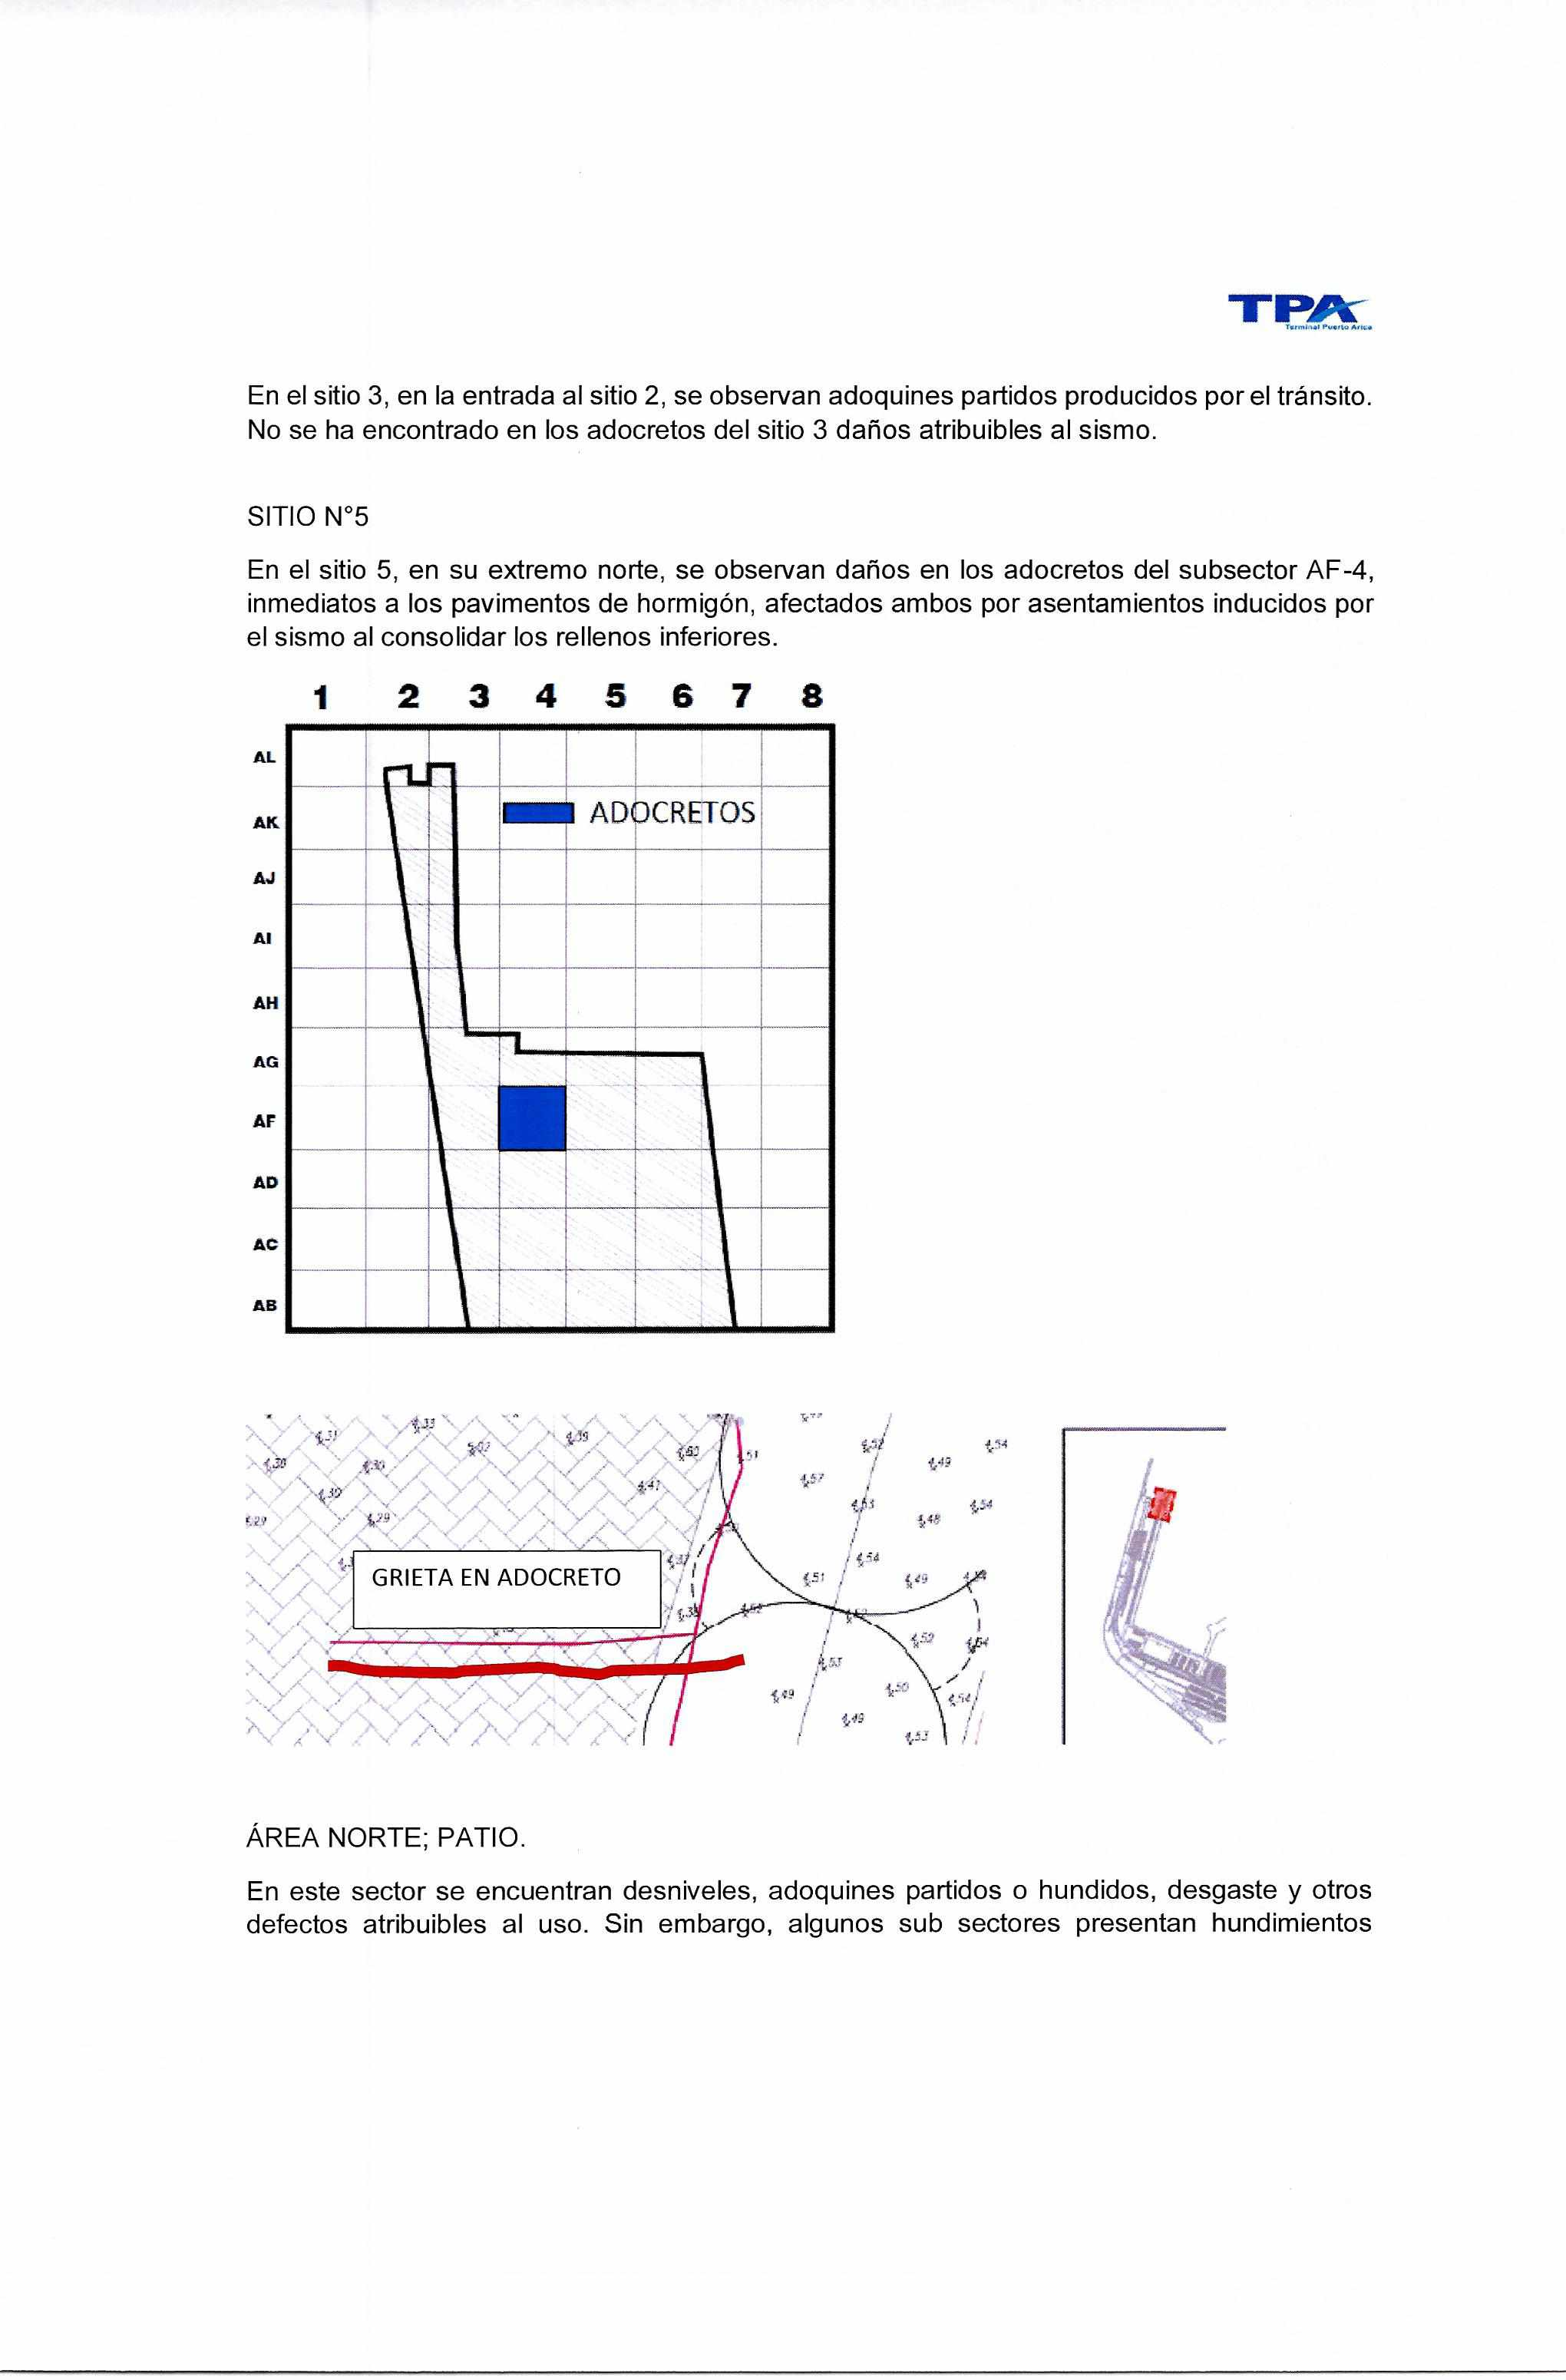 TPA
Terminal Puerto Arica
En el sitio 3, en la entrada al sitio 2, se observan adoquines partidos producidos por el tránsito.
No se ha encontrado en los adocretos del sitio 3 daños atribuibles al sismo.
SITIO N°5
En el sitio 5, en su extremo norte, se observan daños en los adocretos del subsector AF-4,
inmediatos a los pavimentos de hormigón, afectados ambos por asentamientos inducidos por
el sismo al consolidar los rellenos inferiores.
1 2 3 4 5 6 7 8
AL
AK
ADOCRETOS
AJ
AI
AH
AG
AF
AD
AC
AB
GRIETA EN ADOCRETO
ÁREA NORTE; PATIO.
En este sector se encuentran desniveles, adoquines partidos o hundidos, desgaste y otros
defectos atribuibles al uso. Sin embargo, algunos sub sectores presentan hundimientos